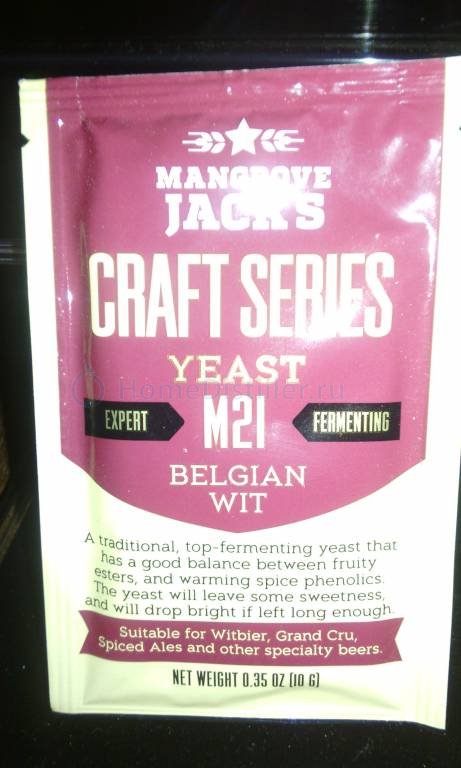 MANGROVE
JACK'S
CRAFT SERIES
YEAST
HomeDistiller.ru
EXPERT
M21
FERMENTING
BELGIAN
WIT
A traditional, top-fermenting yeast that
has a good balance between fruity
esters, and warming spice phenolics.
The yeast will leave some sweetness,
and will drop bright if left long enough.
Suitable for Witbier, Grand Cru,
Spiced Ales and other specialty beers.
NET WEIGHT 0.35 OZ (10 G)